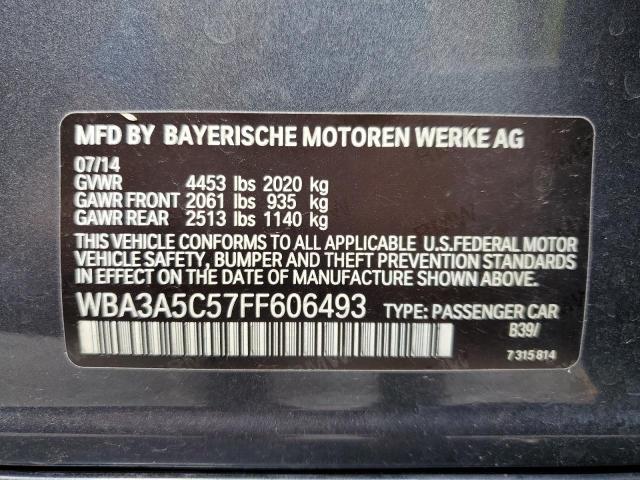 MFD BY BAYERISCHE MOTOREN WERKE AG
07/14
GVWR 4453 lbs 2020 kg
GAWR FRONT 2061 lbs 935 kg
GAWR REAR 2513 lbs 1140 kg
THIS VEHICLE CONFORMS TO ALL APPLICABLE U.S.FEDERAL MOTOR
VEHICLE SAFETY, BUMPER AND THEFT PREVENTION STANDARDS
IN EFFECT ON THE DATE OF MANUFACTURE SHOWN ABOVE.
WBA3A5C57FF606493 TYPE: PASSENGER CAR
B39/
7 315 814